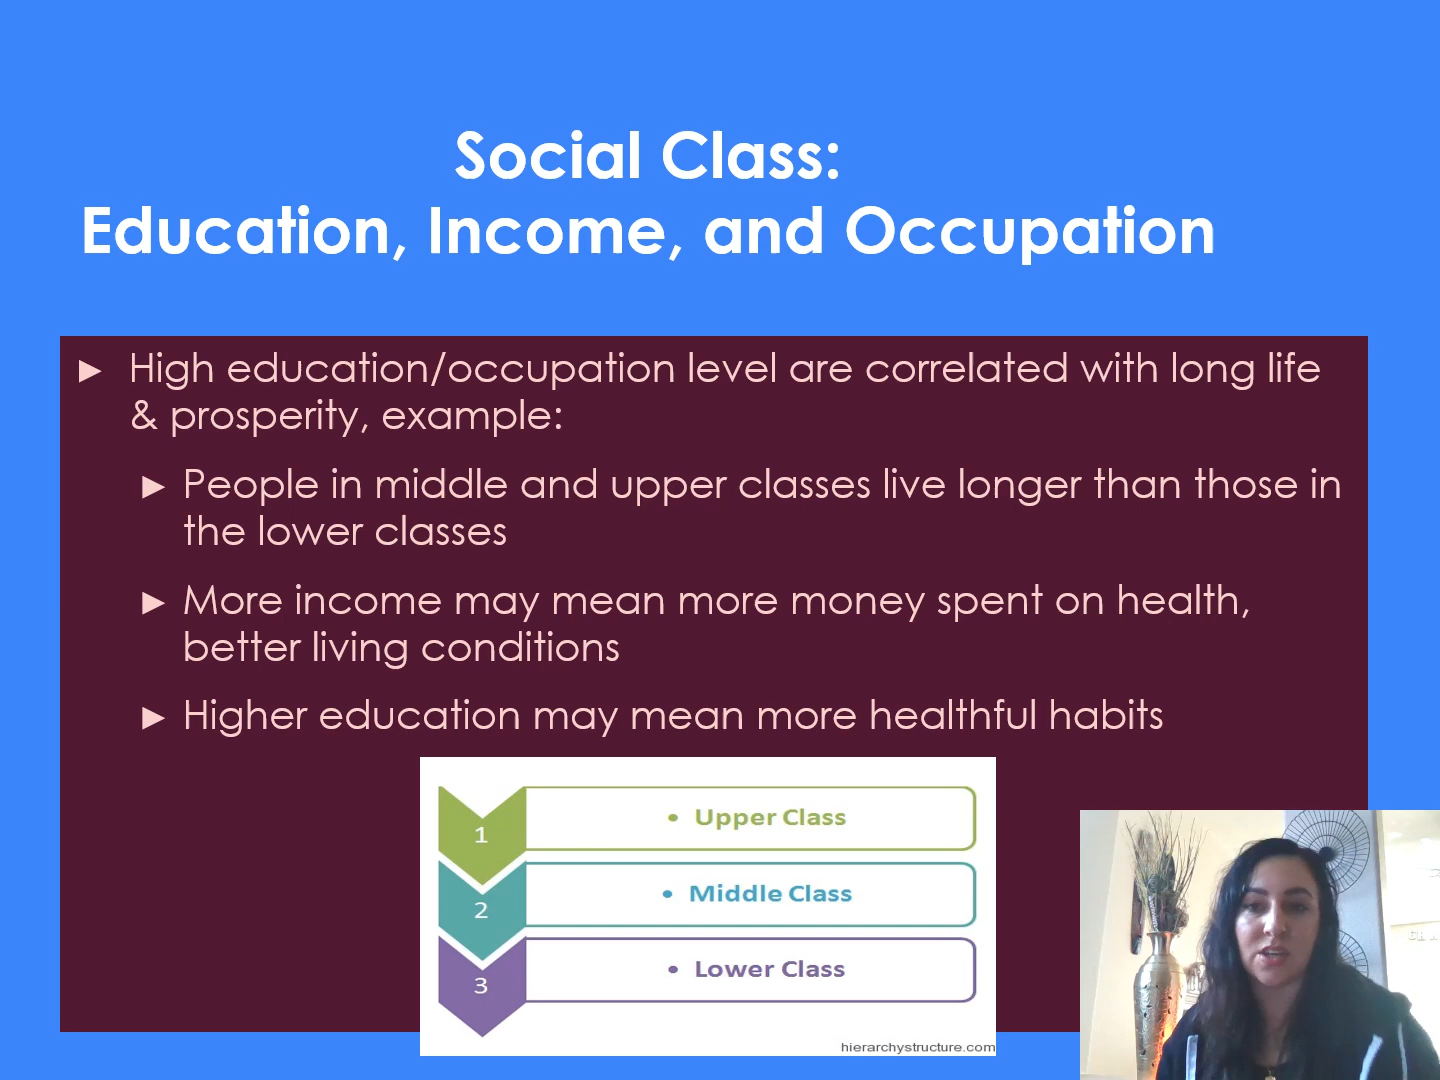 Social Class:
Education, Income, and Occupation
► High education/occupation level are correlated with long life
& prosperity, example:
► People in middle and upper classes live longer than those in
the lower classes
► More income may mean more money spent on health,
better living conditions
► Higher education may mean more healthful habits
1 • Upper Class
2 • Middle Class
3 • Lower Class
hierarchystructure.com